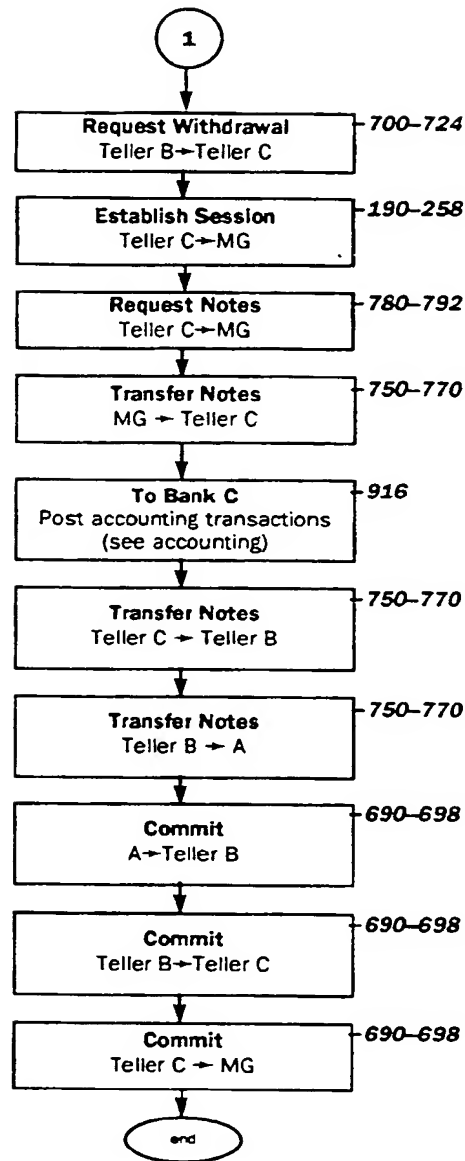 1
Request Withdrawal
700-724
Teller B→Teller C
Establish Session
190-258
Teller C→MG
Request Notes
780-792
Teller C→MG
Transfer Notes
750-770
MG → Teller C
To Bank C
916
Post accounting transactions
(see accounting)
Transfer Notes
750-770
Teller C → Teller B
Transfer Notes
750-770
Teller B → A
Commit
690-698
A→Teller B
Commit
690-698
Teller B→Teller C
Commit
690-698
Teller C → MG
end